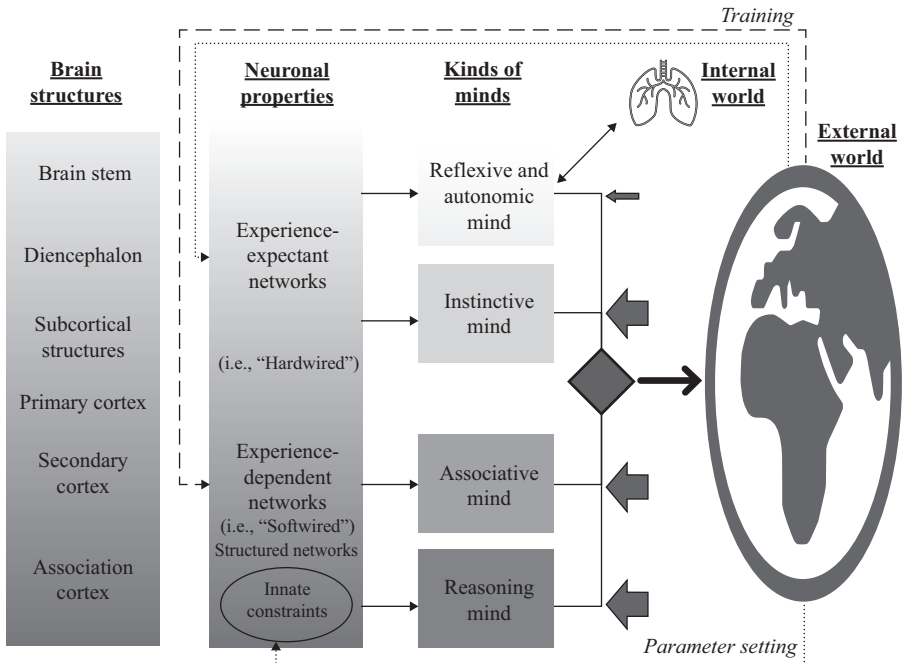 Training
Brain
structures
Neuronal
properties
Kinds of
minds
Internal
world
External
world
Brain stem
Diencephalon
Subcortical
structures
Primary cortex
Secondary
cortex
Association
cortex
Experience-
expectant
networks
(i.e., “Hardwired”)
Experience-
dependent
networks
(i.e., “Softwired”)
Structured networks
Innate
constraints
Reflexive and
autonomic
mind
Instinctive
mind
Associative
mind
Reasoning
mind
Parameter setting